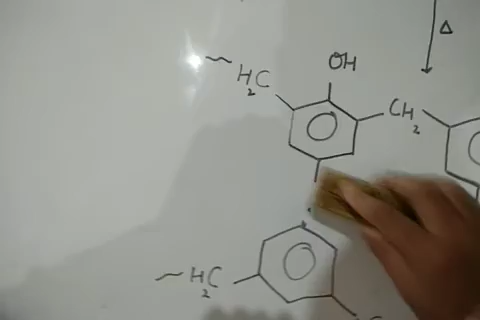 Δ
OH
~ H₂C
CH₂
~ H₂C